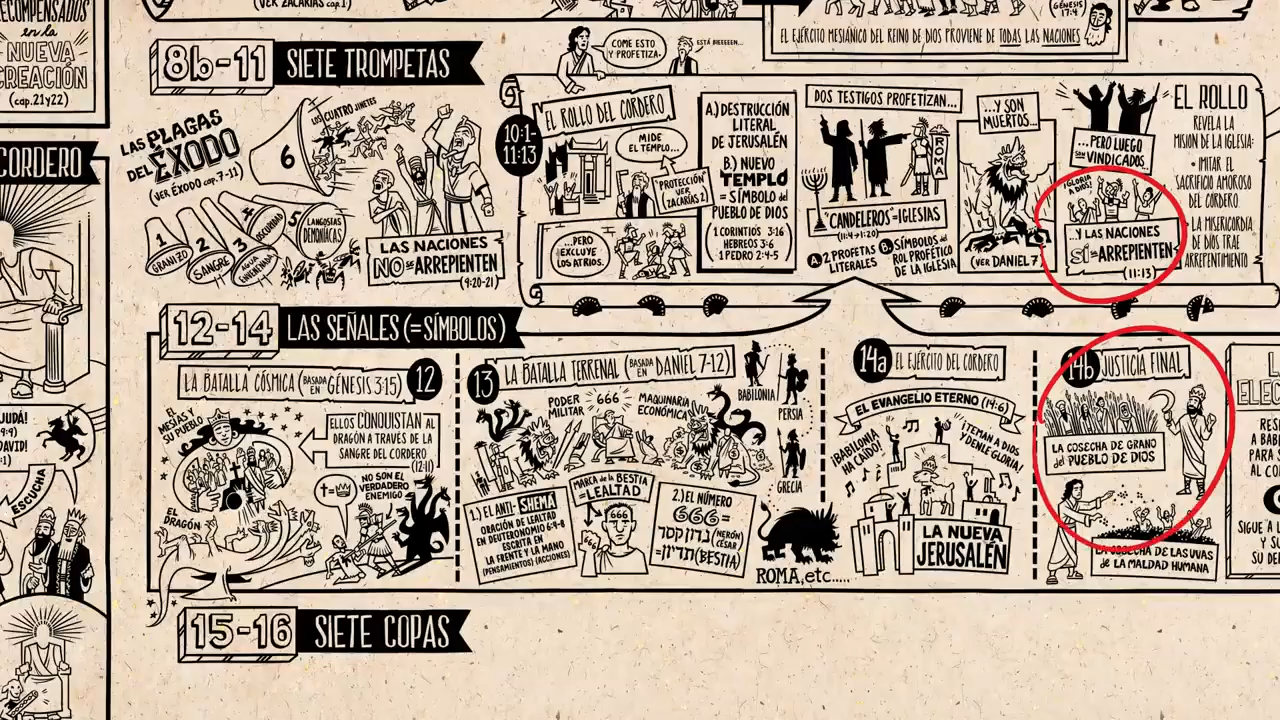 (VER ZACARÍAS cap.1)
en la
NUEVA
CREACIÓN
(cap.21y22)
CORDERO
(GÉNESIS
17:4)
EL EJÉRCITO MESIÁNICO DEL REINO DE DIOS PROVIENE DE TODAS LAS NACIONES
COME ESTO
Y PROFETIZA.
8b-11 SIETE TROMPETAS
LAS PLAGAS
DEL ÉXODO
(VER ÉXODO cap.7-11)
LOS CUATRO JINETES
6
1
GRANIZO
2
SANGRE
3
AGUA
ENVENENADA
4
OSCURIDAD
5
LANGOSTAS
DEMONÍACAS
LAS NACIONES
NO se ARREPIENTEN
(9:20-21)
10:1-
11:13
EL ROLLO DEL CORDERO
MIDE
EL TEMPLO...
"PROTECCIÓN"
VER
ZACARÍAS 2)
...PERO
EXCLUYE
LOS ATRIOS.
A.) DESTRUCCIÓN
LITERAL
DE JERUSALÉN
B.) NUEVO
TEMPLO
= SÍMBOLO del
PUEBLO DE DIOS
1 CORINTIOS 3:16
HEBREOS 3:6
1 PEDRO 2:4-5
DOS TESTIGOS PROFETIZAN...
ROMA
"CANDELEROS"=IGLESIAS
(11:4→1:20)
A 2 PROFETAS
LITERALES
B SÍMBOLOS del
ROL PROFÉTICO
DE LA IGLESIA
...Y SON
MUERTOS.
(VER DANIEL 7
...PERO LUEGO
son VINDICADOS.
¡GLORIA
A DIOS!
...Y LAS NACIONES
SÍ se ARREPIENTEN
(11:13)
EL ROLLO
REVELA LA
MISIÓN DE LA IGLESIA:
• IMITAR EL
SACRIFICIO AMOROSO
DEL CORDERO
LA MISERICORDIA
DE DIOS TRAE
ARREPENTIMIENTO
12-14 LAS SEÑALES (=SÍMBOLOS)
LA BATALLA CÓSMICA (BASADA EN GÉNESIS 3:15) 12
EL
MESÍAS Y
SU PUEBLO
EL
DRAGÓN
ELLOS CONQUISTAN AL
DRAGÓN A TRAVÉS DE LA
SANGRE DEL CORDERO
(12:11)
NO SON EL
VERDADERO
ENEMIGO
13 LA BATALLA TERRENAL (BASADA EN DANIEL 7-12)
PODER
MILITAR
666
MAQUINARIA
ECONÓMICA
BABILONIA
PERSIA
GRECIA
ROMA, etc.....
1.) EL ANTI-SHEMÁ
ORACIÓN DE LEALTAD
EN DEUTERONOMIO 6:4-8
ESCRITA EN
LA FRENTE Y LA MANO
(PENSAMIENTOS) (ACCIONES)
MARCA de la BESTIA
=LEALTAD
666
666
2.) EL NÚMERO
666=
נרון קסר (NERÓN
CÉSAR
=תריון (BESTIA)
14a EL EJÉRCITO DEL CORDERO
EL EVANGELIO ETERNO (14:6)
¡BABILONIA
HA CAÍDO!
¡TEMAN A DIOS
Y DENLE GLORIA!
LA NUEVA
JERUSALÉN
14b JUSTICIA FINAL
LA COSECHA DE GRANO
del PUEBLO DE DIOS
LA COSECHA DE LAS UVAS
de LA MALDAD HUMANA
ESCUCHA
15-16 SIETE COPAS